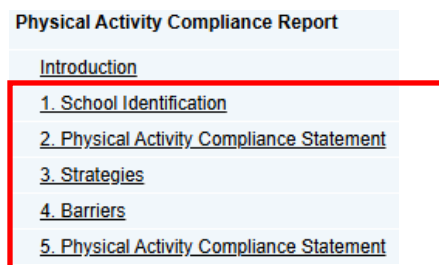 Physical Activity Compliance Report
Introduction
1. School Identification
2. Physical Activity Compliance Statement
3. Strategies
4. Barriers
5. Physical Activity Compliance Statement